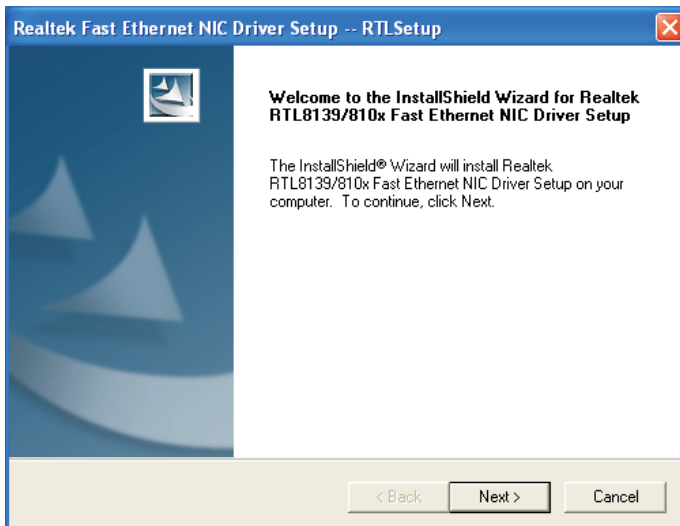 Realtek Fast Ethernet NIC Driver Setup -- RTLSetup
Welcome to the InstallShield Wizard for Realtek
RTL8139/810x Fast Ethernet NIC Driver Setup
The InstallShield® Wizard will install Realtek
RTL8139/810x Fast Ethernet NIC Driver Setup on your
computer. To continue, click Next.
< Back
Next >
Cancel